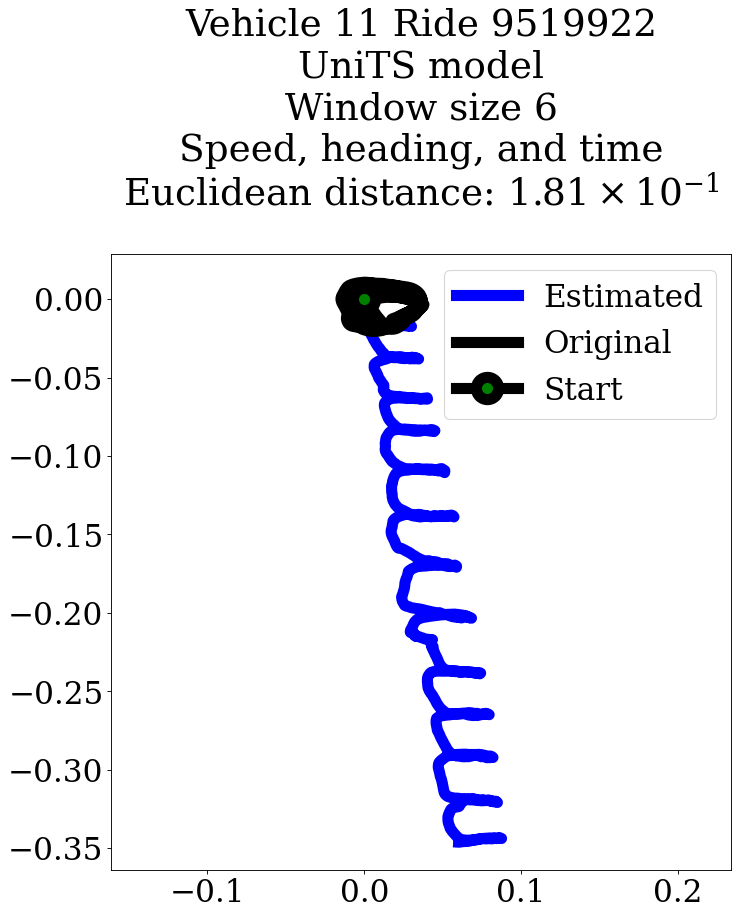 Vehicle 11 Ride 9519922
UniTS model
Window size 6
Speed, heading, and time
Euclidean distance: 1.81 × 10⁻¹
Estimated
Original
Start
0.00
−0.05
−0.10
−0.15
−0.20
−0.25
−0.30
−0.35
−0.1
0.0
0.1
0.2